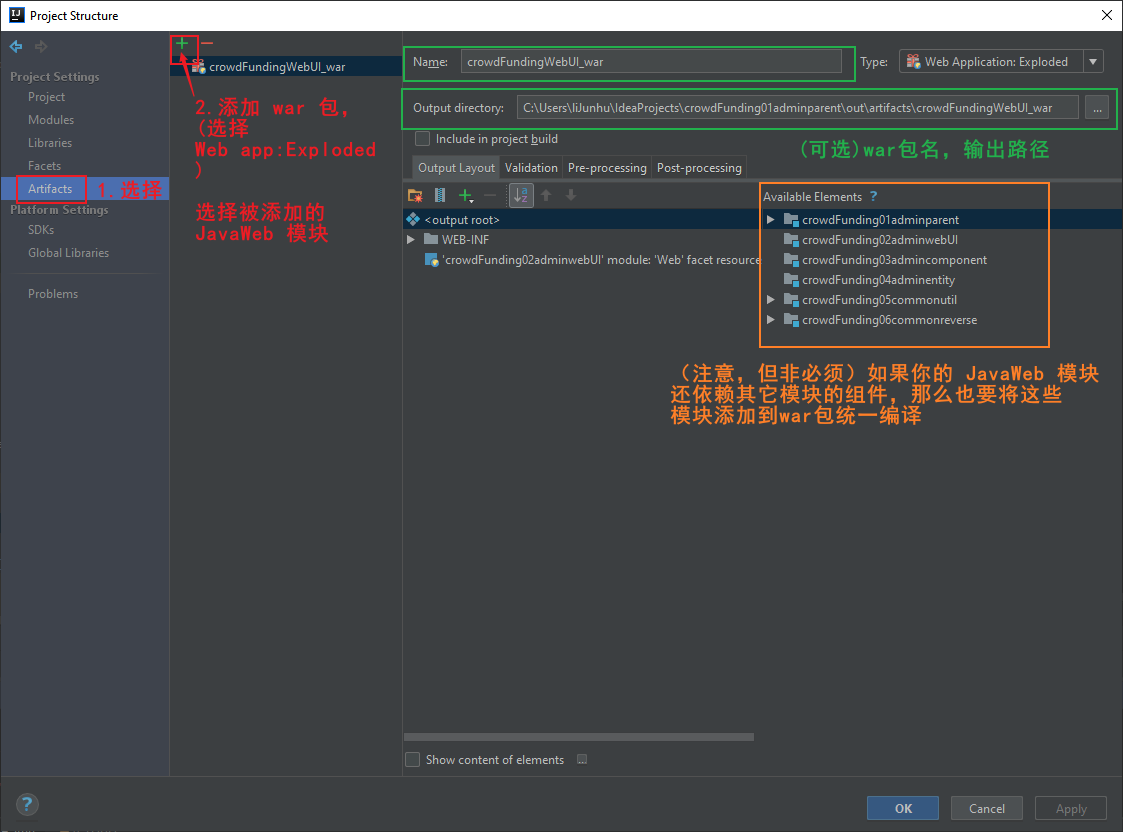 Project Structure
Project Settings
Project
Modules
Libraries
Facets
Artifacts
1.选择
Platform Settings
SDKs
Global Libraries
Problems
crowdFundingWebUI_war
2.添加 war 包,
(选择
Web app:Exploded
)
选择被添加的
JavaWeb 模块
Name: crowdFundingWebUI_war
Type: Web Application: Exploded
Output directory: C:\Users\liJunhu\IdeaProjects\crowdFunding01adminparent\out\artifacts\crowdFundingWebUI_war ...
Include in project build
(可选)war包名，输出路径
Output Layout Validation Pre-processing Post-processing
<output root>
WEB-INF
'crowdFunding02adminwebUI' module: 'Web' facet resource
Available Elements ?
crowdFunding01adminparent
crowdFunding02adminwebUI
crowdFunding03admincomponent
crowdFunding04adminentity
crowdFunding05commonutil
crowdFunding06commonreverse
（注意，但非必须）如果你的 JavaWeb 模块
还依赖其它模块的组件，那么也要将这些
模块添加到war包统一编译
Show content of elements ...
? OK Cancel Apply